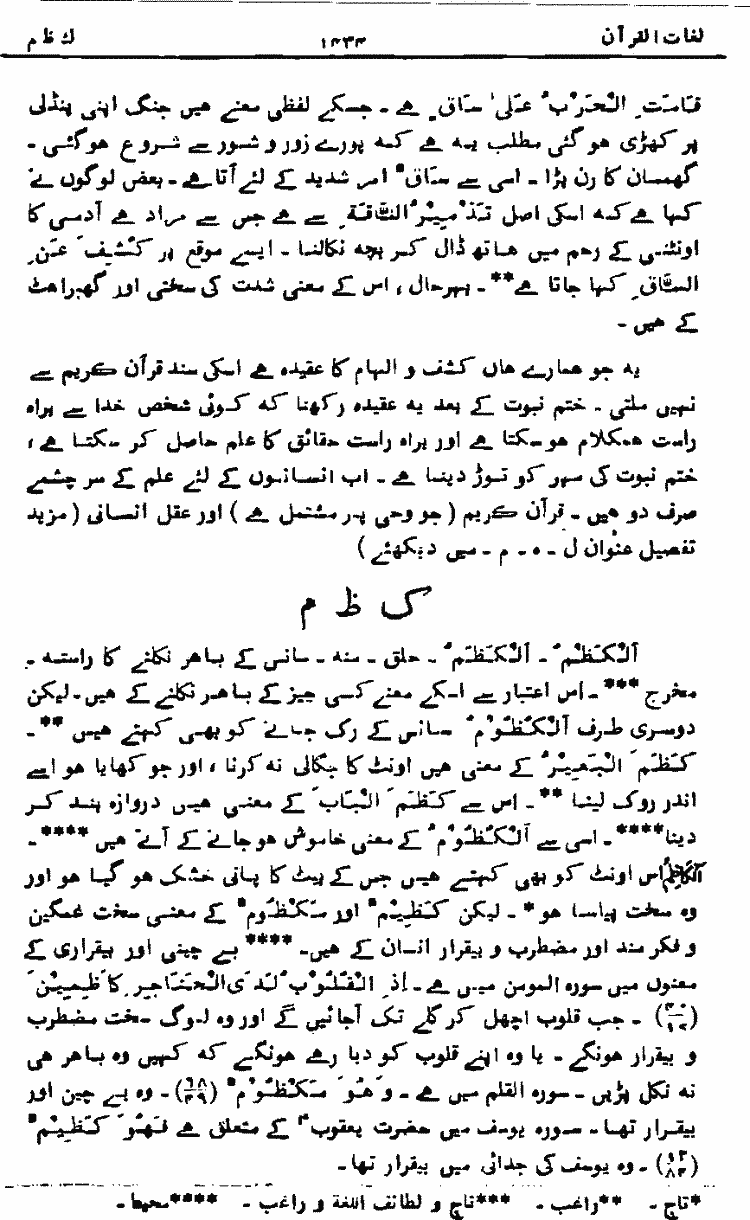 لغات القرآن ۱۴۳۴ ك ظ م
قَامَتِ الْحَرْبُ عَلٰی سَاقٍ ہے ۔ جسکے لفظی معنے ہیں جنگ اپنی پنڈلی
پر کھڑی ہو گئی مطلب یہ ہے کہ پورے زور و شور سے شروع ہوگئی ۔
گھمسان کا رن پڑا ۔ اسی سے سَاقٌ امر شدید کے لئے آتا ہے ۔ بعض لوگوں نے
کہا ہے کہ اسکی اصل تَذْمِیْرُ النَّاقَةِ سے ہے جس سے مراد ہے آدمی کا
اونٹنی کے رحم میں ہاتھ ڈال کر بچہ نکالنا ۔ ایسے موقع پر کُشِفَ عَنِ
السَّاقِ کہا جاتا ہے** ۔ بہرحال ، اس کے معنی شدت کی سختی اور گھبراہٹ
کے ہیں ۔
یہ جو ہمارے ہاں کشف و الہام کا عقیدہ ہے اسکی سند قرآن کریم سے
نہیں ملتی ۔ ختم نبوت کے بعد یہ عقیدہ رکھنا کہ کوئی شخص خدا سے براہ
راست ہمکلام ہوسکتا ہے اور براہ راست حقائق کا علم حاصل کر سکتا ہے ،
ختم نبوت کی مہر کو توڑ دینا ہے ۔ اب انسانوں کے لئے علم کے سر چشمے
صرف دو ہیں ۔ قرآن کریم ( جو وحی پر مشتمل ہے ) اور عقل انسانی ( مزید
تفصیل عنوان ل ۔ ہ ۔ م ۔ میں دیکھئے )
ک ظ م
اَلْکَظْمُ ۔ اَلْکَظَمُ ۔ حلق ۔ منہ ۔ سانس کے باہر نکلنے کا راستہ ۔
مخرج *** ۔ اس اعتبار سے اسکے معنے کسی چیز کے باہر نکلنے کے ہیں ۔ لیکن
دوسری طرف اَلْکُظُوْمُ سانس کے رک جانے کو بھی کہتے ہیں ** ۔
کَظَمَ الْبَعِیْرُ کے معنی ہیں اونٹ کا جگالی نہ کرنا ، اور جو کھایا ہو اسے
اندر روک لینا ** ۔ اس سے کَظَمَ الْبَابَ کے معنی ہیں دروازہ بند کر
دینا**** ۔ اسی سے اَلْکُظُوْمُ کے معنی خاموش ہو جانے کے آتے ہیں **** ۔
اَلْکَاظِمُ اس اونٹ کو بھی کہتے ہیں جس کے پیٹ کا پانی خشک ہو گیا ہو اور
وہ سخت پیاسا ہو * ۔ لیکن کَظِیْمٌ اور مَکْظُوْمٌ کے معنی سخت غمگین
و فکر مند اور مضطرب و بیقرار انسان کے ہیں ۔ **** بے چینی اور بیقراری کے
معنوں میں سورہ المومن میں ہے ۔ اِذِ الْقُلُوْبُ لَدَی الْحَنَاجِرِ کَاظِمِیْنَ
(۴۰/۱۸) ۔ جب قلوب اچھل کر گلے تک آجائیں گے اور وہ لوگ سخت مضطرب
و بیقرار ہونگے ۔ یا وہ اپنے قلوب کو دبا رہے ہونگے کہ کہیں وہ باہر ہی
نہ نکل پڑیں ۔ سورہ القلم میں ہے ۔ وَ هُوَ مَکْظُوْمٌ (۶۸/۴۹) ۔ وہ بے چین اور
بیقرار تھا ۔ سورہ یوسف میں حضرت یعقوبؑ کے متعلق ہے فَهُوَ کَظِیْمٌ
(۱۲/۸۴) ۔ وہ یوسف کی جدائی میں بیقرار تھا ۔
*تاج ۔ **راغب ۔ ***تاج و لطائف اللغة و راغب ۔ ****محیط ۔